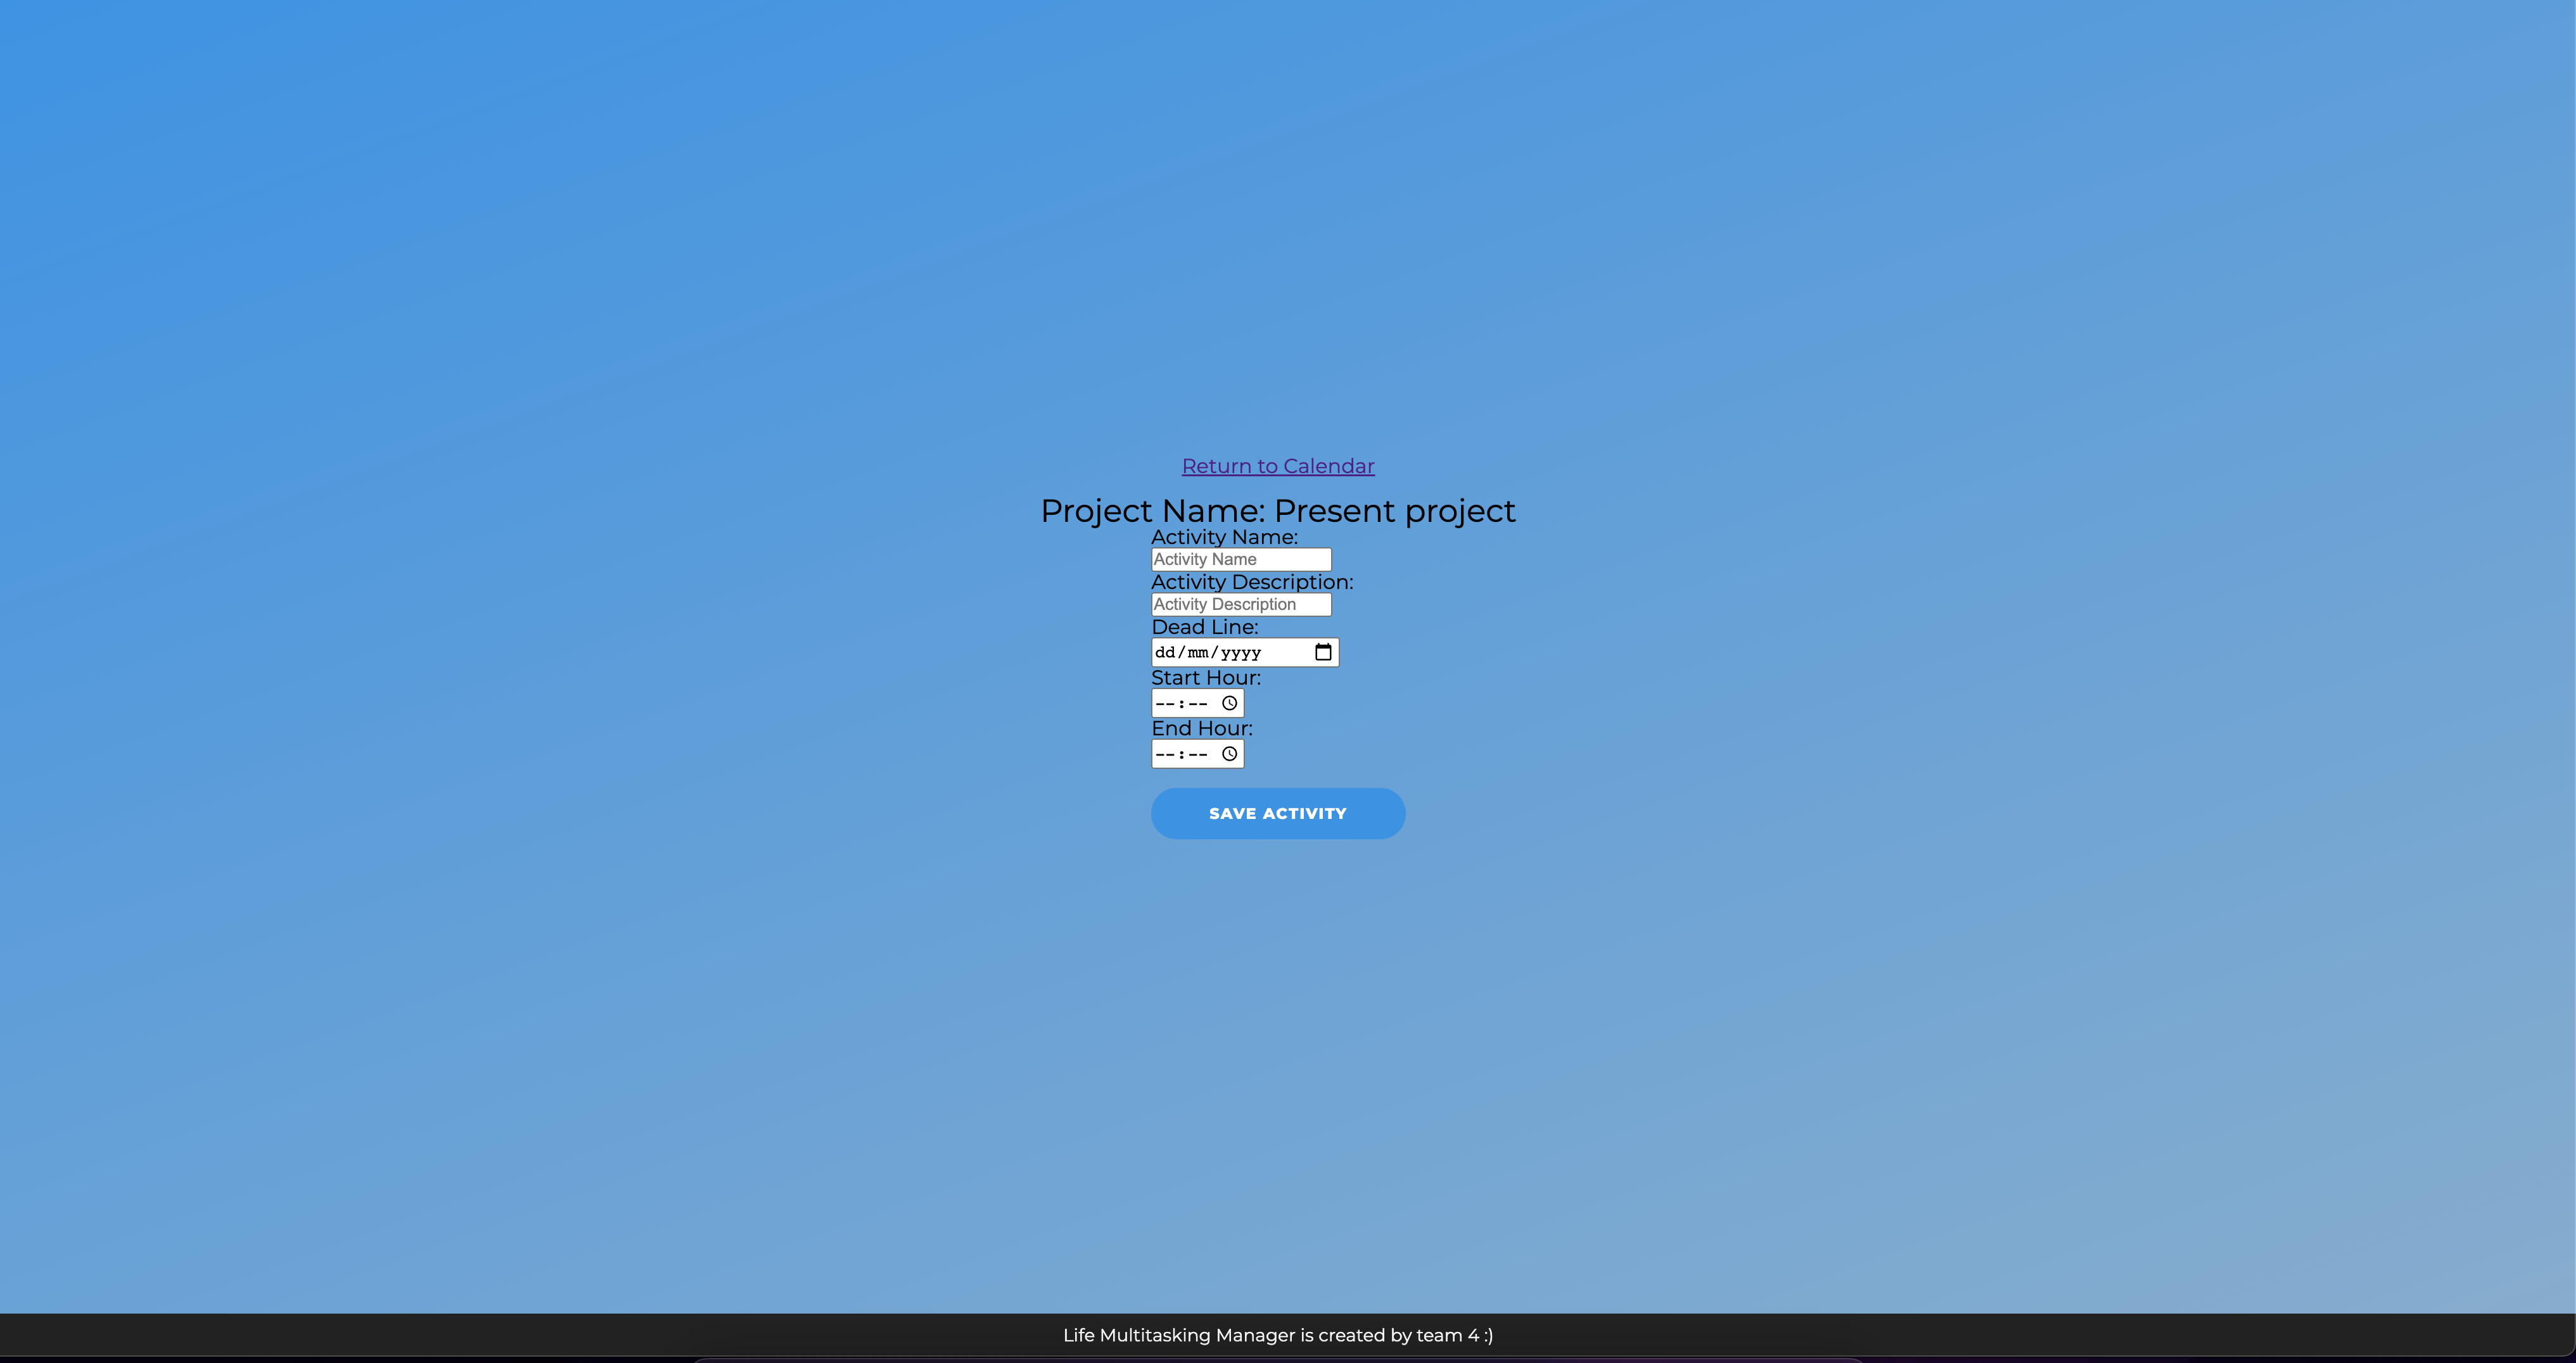 Return to Calendar
Project Name: Present project
Activity Name:
Activity Name
Activity Description:
Activity Description
Dead Line:
dd/mm/yyyy
Start Hour:
--:--
End Hour:
--:--
SAVE ACTIVITY
Life Multitasking Manager is created by team 4 :)